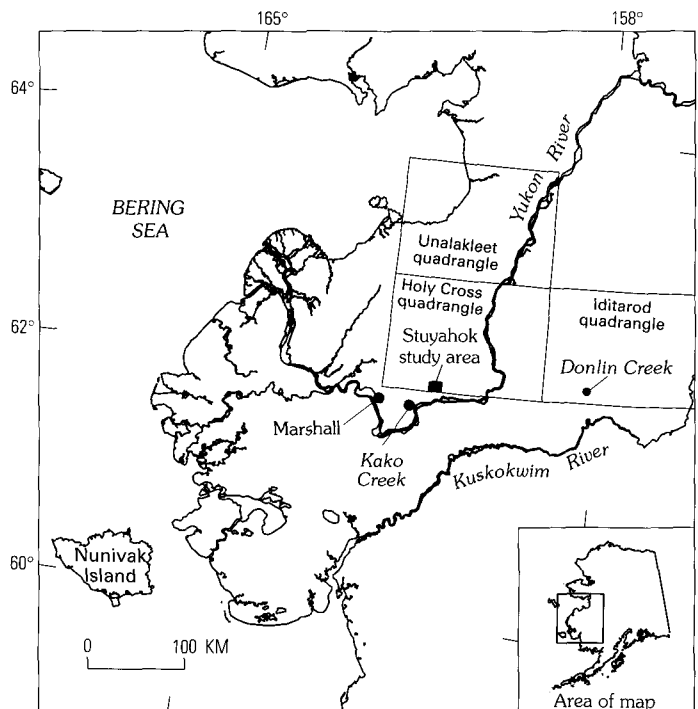 165°
158°
64°
Yukon River
BERING
SEA
Unalakleet
quadrangle
Holy Cross
quadrangle
Iditarod
quadrangle
62°
Stuyahok
study area
Donlin Creek
Marshall
Kako
Creek
Kuskokwim River
60°
Nunivak
Island
0 100 KM
Area of map